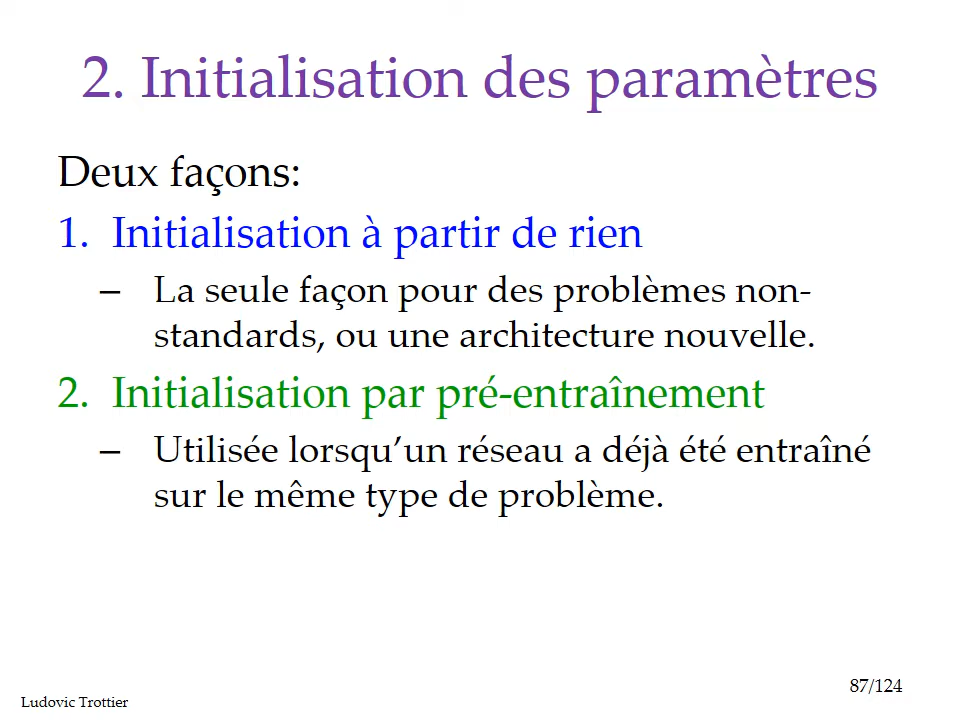 2. Initialisation des paramètres
Deux façons:
1. Initialisation à partir de rien
– La seule façon pour des problèmes non-
standards, ou une architecture nouvelle.
2. Initialisation par pré-entraînement
– Utilisée lorsqu’un réseau a déjà été entraîné
sur le même type de problème.
87/124
Ludovic Trottier